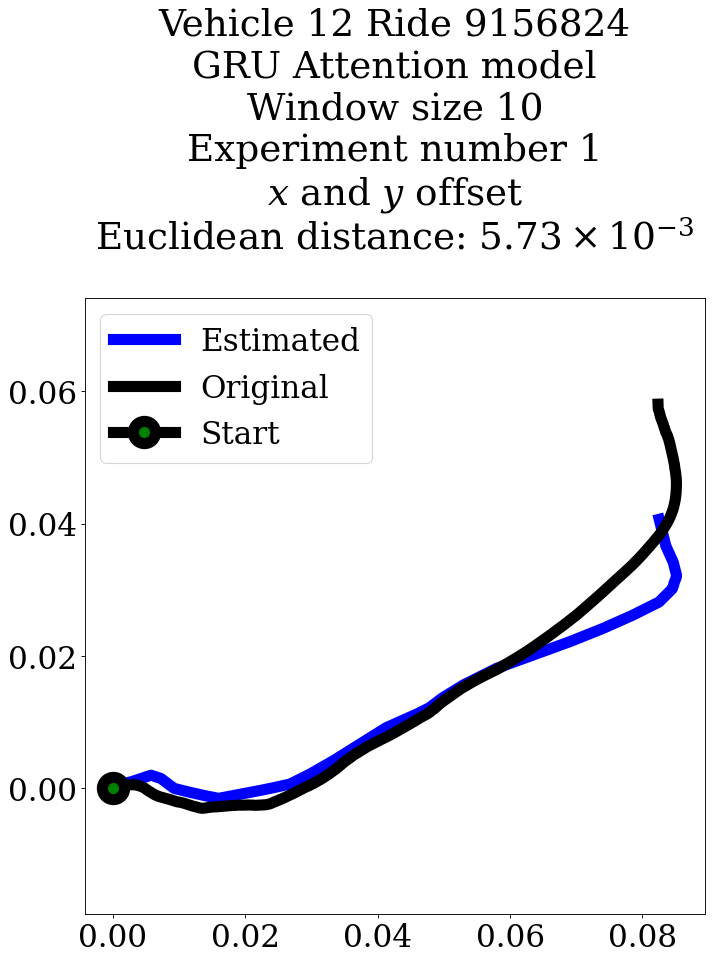 Vehicle 12 Ride 9156824
GRU Attention model
Window size 10
Experiment number 1
x and y offset
Euclidean distance: 5.73 × 10⁻³
Estimated
Original
Start
0.06
0.04
0.02
0.00
0.00 0.02 0.04 0.06 0.08